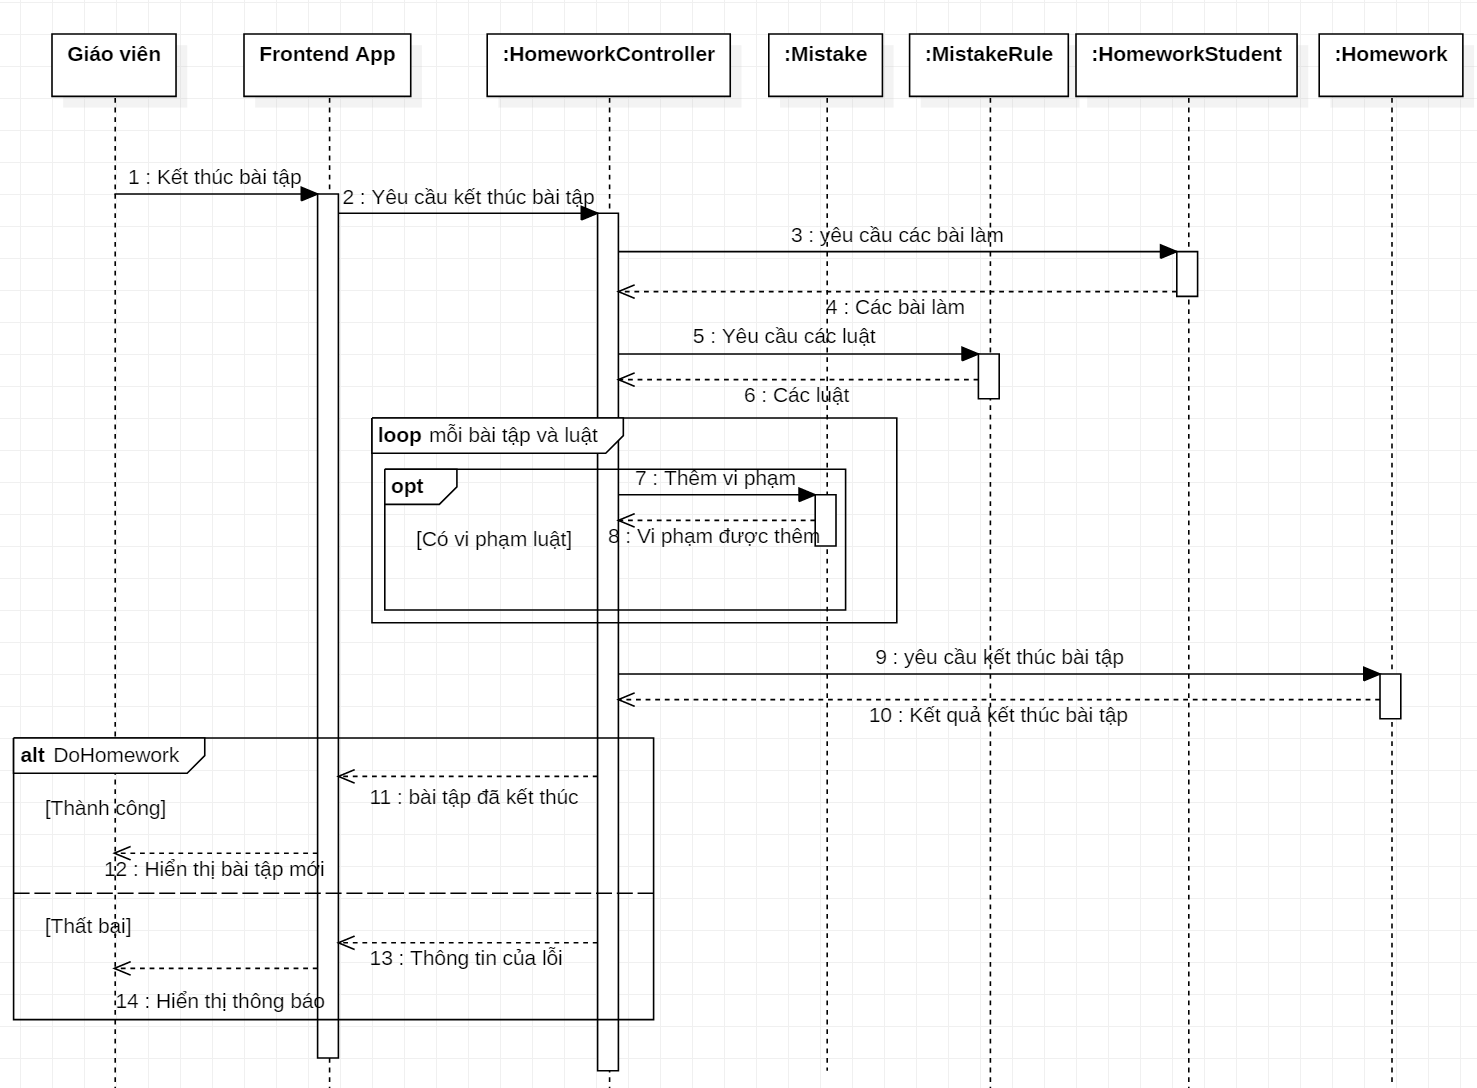 Giáo viên
Frontend App
:HomeworkController
:Mistake
:MistakeRule
:HomeworkStudent
:Homework
1 : Kết thúc bài tập
2 : Yêu cầu kết thúc bài tập
3 : yêu cầu các bài làm
4 : Các bài làm
5 : Yêu cầu các luật
6 : Các luật
loop mỗi bài tập và luật
opt
7 : Thêm vi phạm
[Có vi phạm luật]
8 : Vi phạm được thêm
9 : yêu cầu kết thúc bài tập
10 : Kết quả kết thúc bài tập
alt DoHomework
11 : bài tập đã kết thúc
[Thành công]
12 : Hiển thị bài tập mới
[Thất bại]
13 : Thông tin của lỗi
14 : Hiển thị thông báo